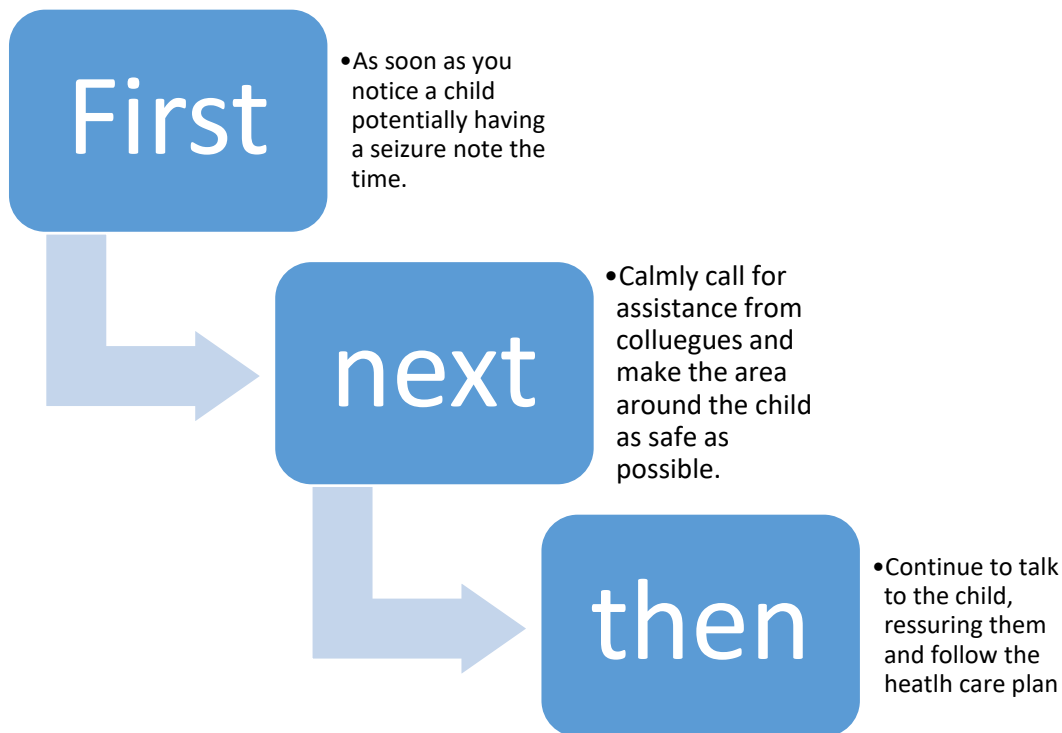 First
•As soon as you
notice a child
potentially having
a seizure note the
time.
next
•Calmly call for
assistance from
colluegues and
make the area
around the child
as safe as
possible.
then
•Continue to talk
to the child,
ressuring them
and follow the
heatlh care plan